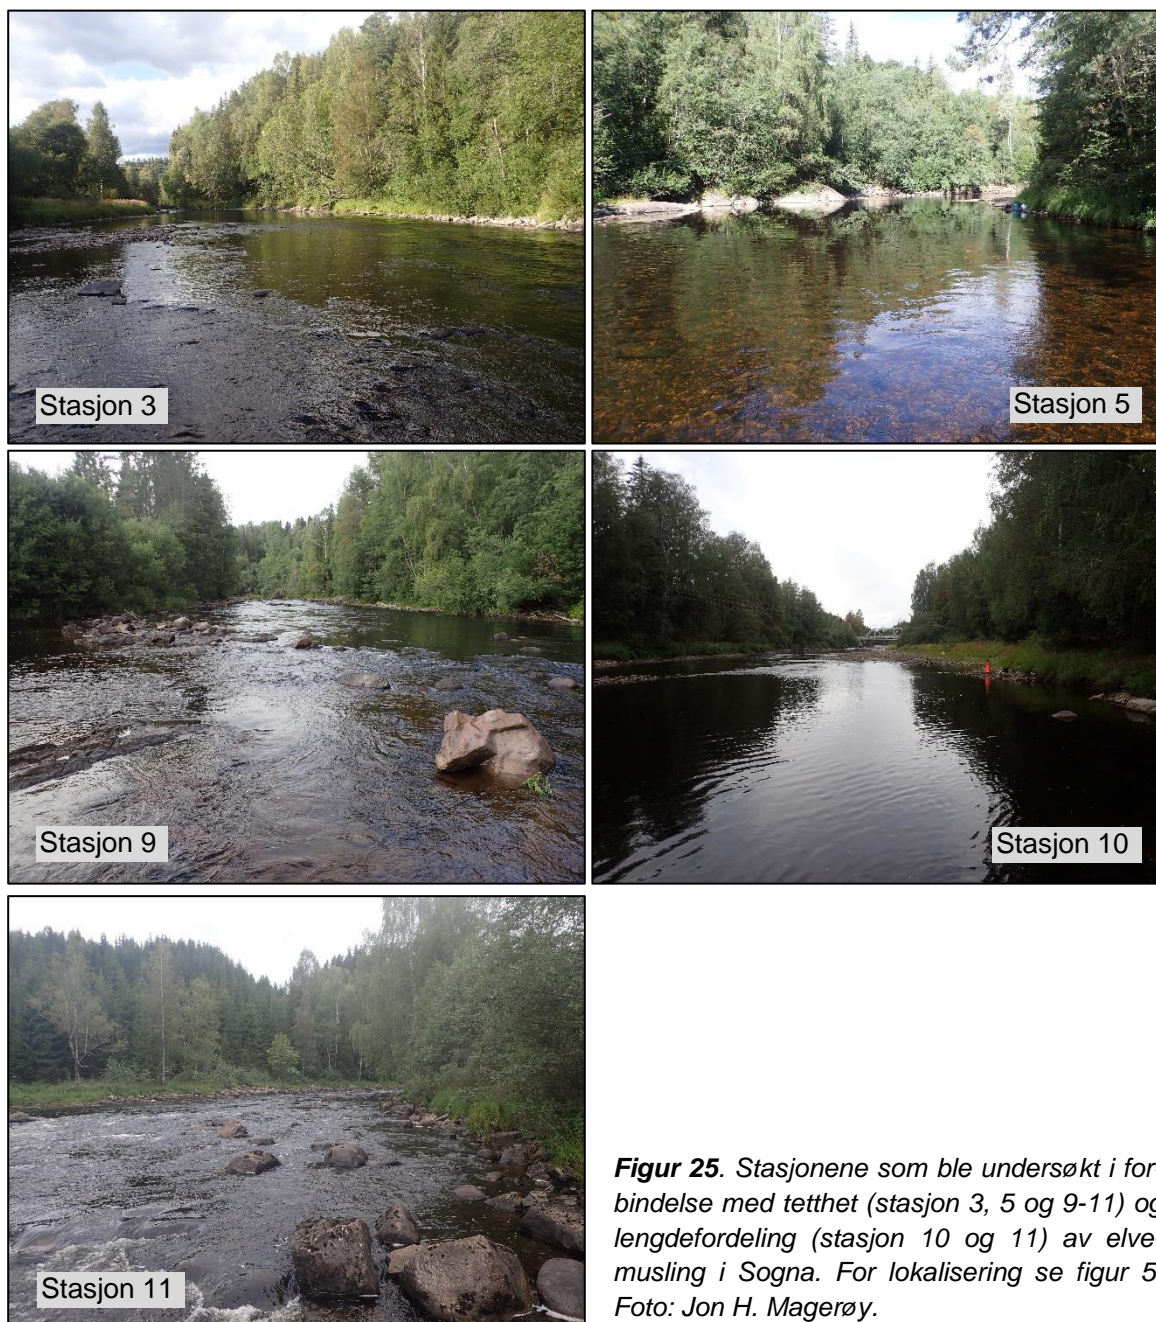 Stasjon 3
Stasjon 5
Stasjon 9
Stasjon 10
Stasjon 11
Figur 25. Stasjonene som ble undersøkt i for
bindelse med tetthet (stasjon 3, 5 og 9-11) og
lengdefordeling (stasjon 10 og 11) av elve
musling i Sogna. For lokalisering se figur 5
Foto: Jon H. Magerøy.